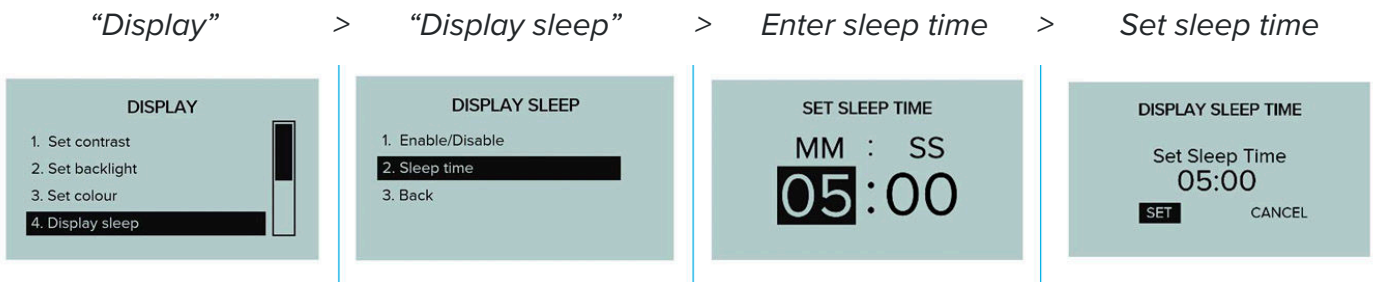 “Display” > “Display sleep” > Enter sleep time > Set sleep time
DISPLAY
1. Set contrast
2. Set backlight
3. Set colour
4. Display sleep
DISPLAY SLEEP
1. Enable/Disable
2. Sleep time
3. Back
SET SLEEP TIME
MM : SS
05:00
DISPLAY SLEEP TIME
Set Sleep Time
05:00
SET CANCEL